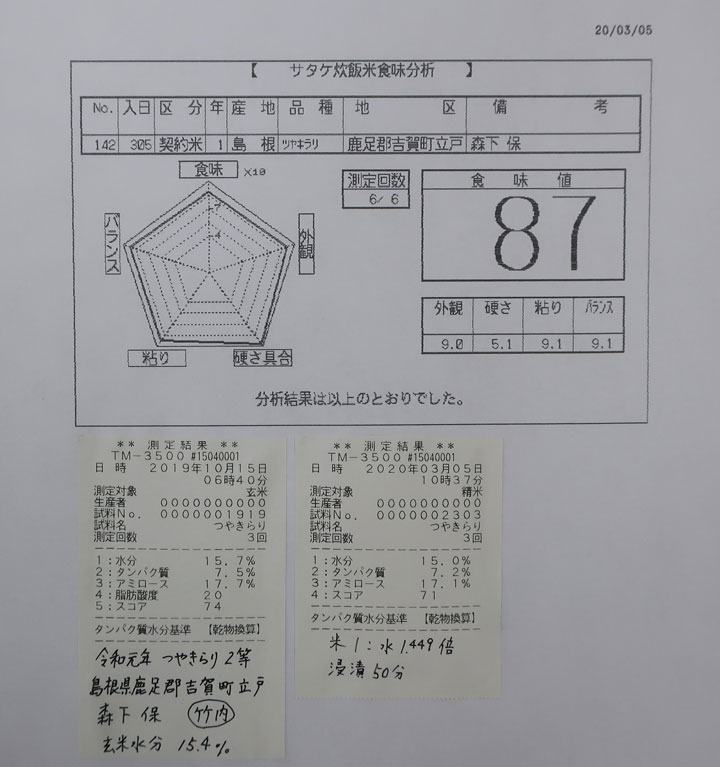 20/03/05
【 サタケ炊飯米食味分析 】
No. 入日 区分 年 産地 品種 地区 備考
142 305 契約米 1 島根 ツヤキラリ 鹿足郡吉賀町立戸 森下 保
食味 ×10
バランス
外観
粘り
硬さ具合
7
4
測定回数
6/ 6
食味値
87
外観 硬さ 粘り バランス
9.0 5.1 9.1 9.1
分析結果は以上のとおりでした。
** 測定結果 **
TM-3500 #15040001
日時 2019年10月15日
06時40分
測定対象 玄米
生産者 0000000000
試料No. 0000001919
試料名 つやきらり
測定回数 3回
1:水分 15.7%
2:タンパク質 7.5%
3:アミロース 17.7%
4:脂肪酸度 20
5:スコア 74
タンパク質水分基準 【乾物換算】
令和元年 つやきらり 2等
島根県鹿足郡吉賀町立戸
森下 保 竹内
玄米水分 15.4%
** 測定結果 **
TM-3500 #15040001
日時 2020年03月05日
10時37分
測定対象 精米
生産者 0000000000
試料No. 0000002303
試料名 つやきらり
測定回数 3回
1:水分 15.0%
2:タンパク質 7.2%
3:アミロース 17.1%
4:スコア 71
タンパク質水分基準 【乾物換算】
米1:水1.449倍
浸漬50分